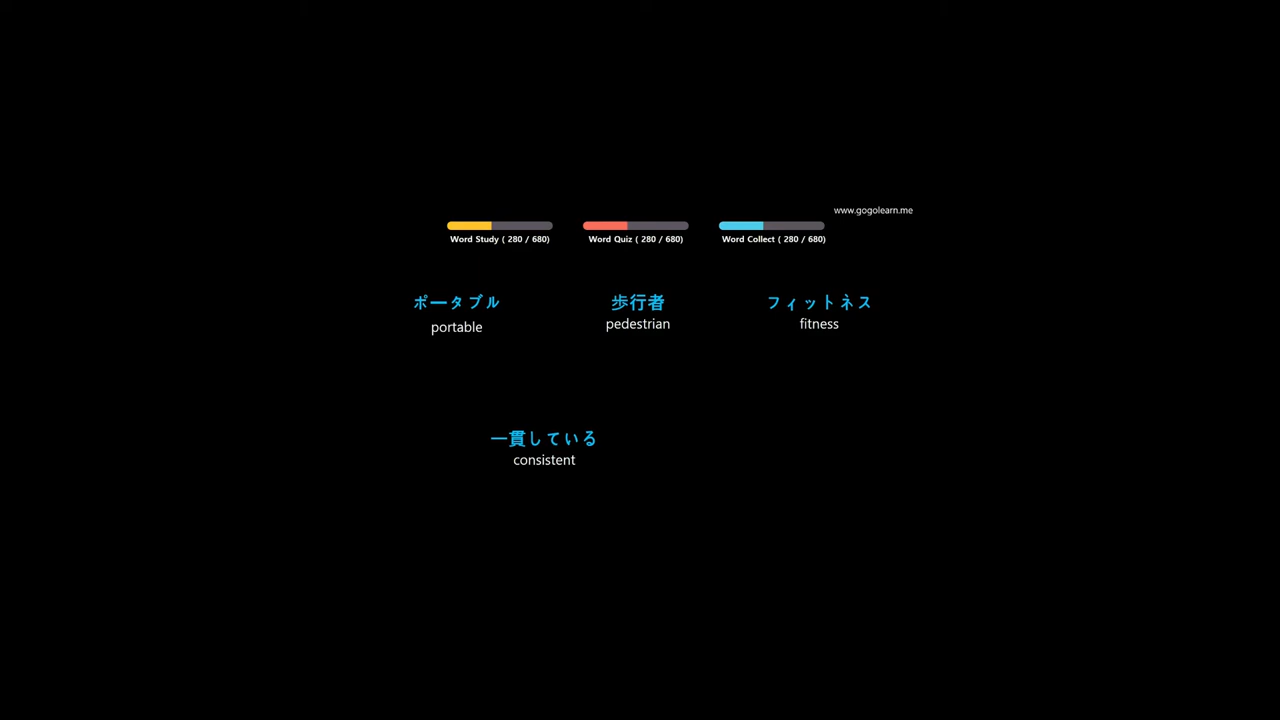 www.gogolearn.me
Word Study ( 280 / 680)
Word Quiz ( 280 / 680)
Word Collect ( 280 / 680)
ポータブル
portable
歩行者
pedestrian
フィットネス
fitness
一貫している
consistent